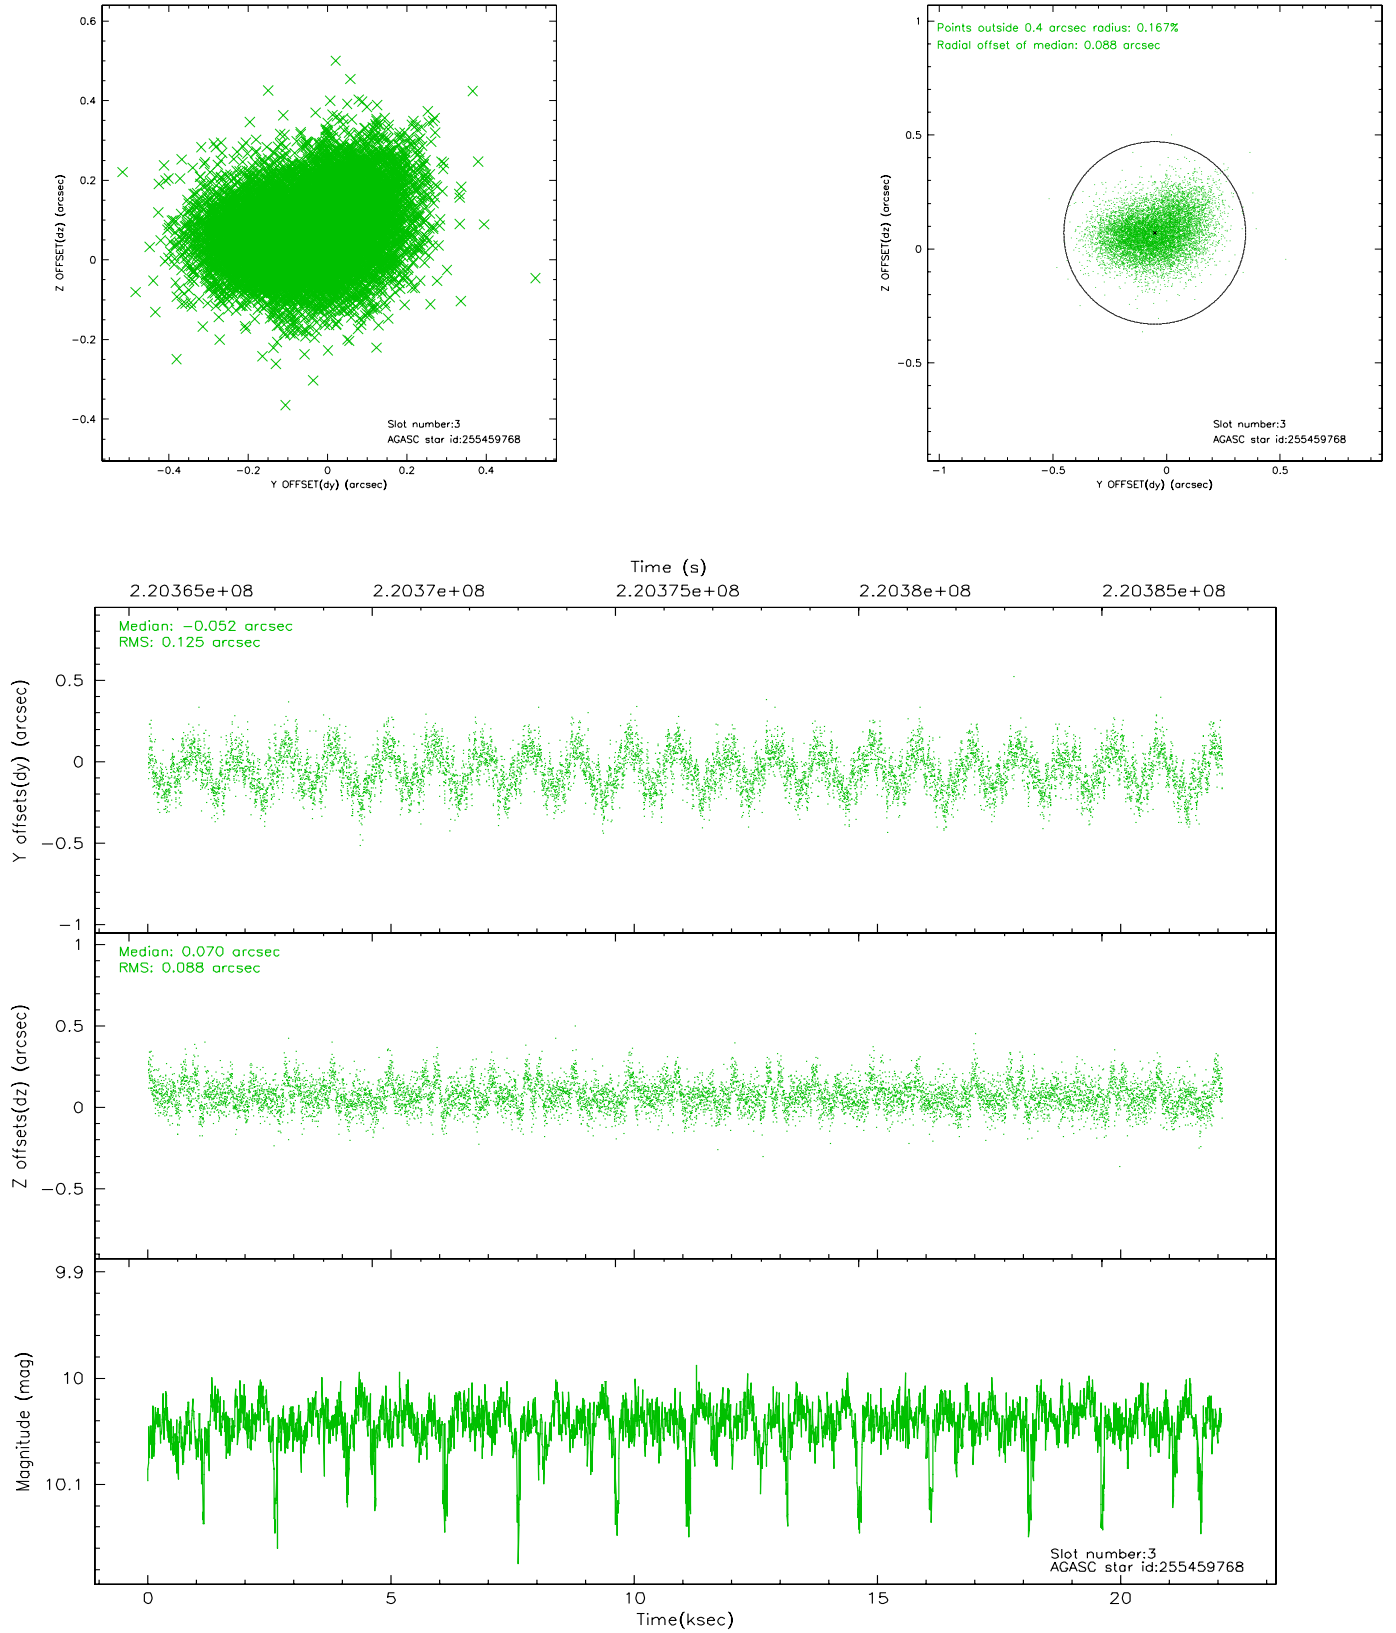 0.6
0.4
0.2
0
−0.2
−0.4
Z OFFSET(dz) (arcsec)
Slot number:3
AGASC star id:255459768
−0.4 −0.2 0 0.2 0.4
Y OFFSET(dy) (arcsec)
Points outside 0.4 arcsec radius: 0.167%
Radial offset of median: 0.088 arcsec
1
0.5
0
−0.5
Z OFFSET(dz) (arcsec)
Slot number:3
AGASC star id:255459768
−1 −0.5 0 0.5
Y OFFSET(dy) (arcsec)
Time (s)
2.20365e+08 2.2037e+08 2.20375e+08 2.2038e+08 2.20385e+08
Median: −0.052 arcsec
RMS: 0.125 arcsec
0.5
0
−0.5
−1
Y offsets(dy) (arcsec)
Median: 0.070 arcsec
RMS: 0.088 arcsec
1
0.5
0
−0.5
Z offsets(dz) (arcsec)
9.9
10
10.1
Magnitude (mag)
Slot number:3
AGASC star id:255459768
0 5 10 15 20
Time(ksec)